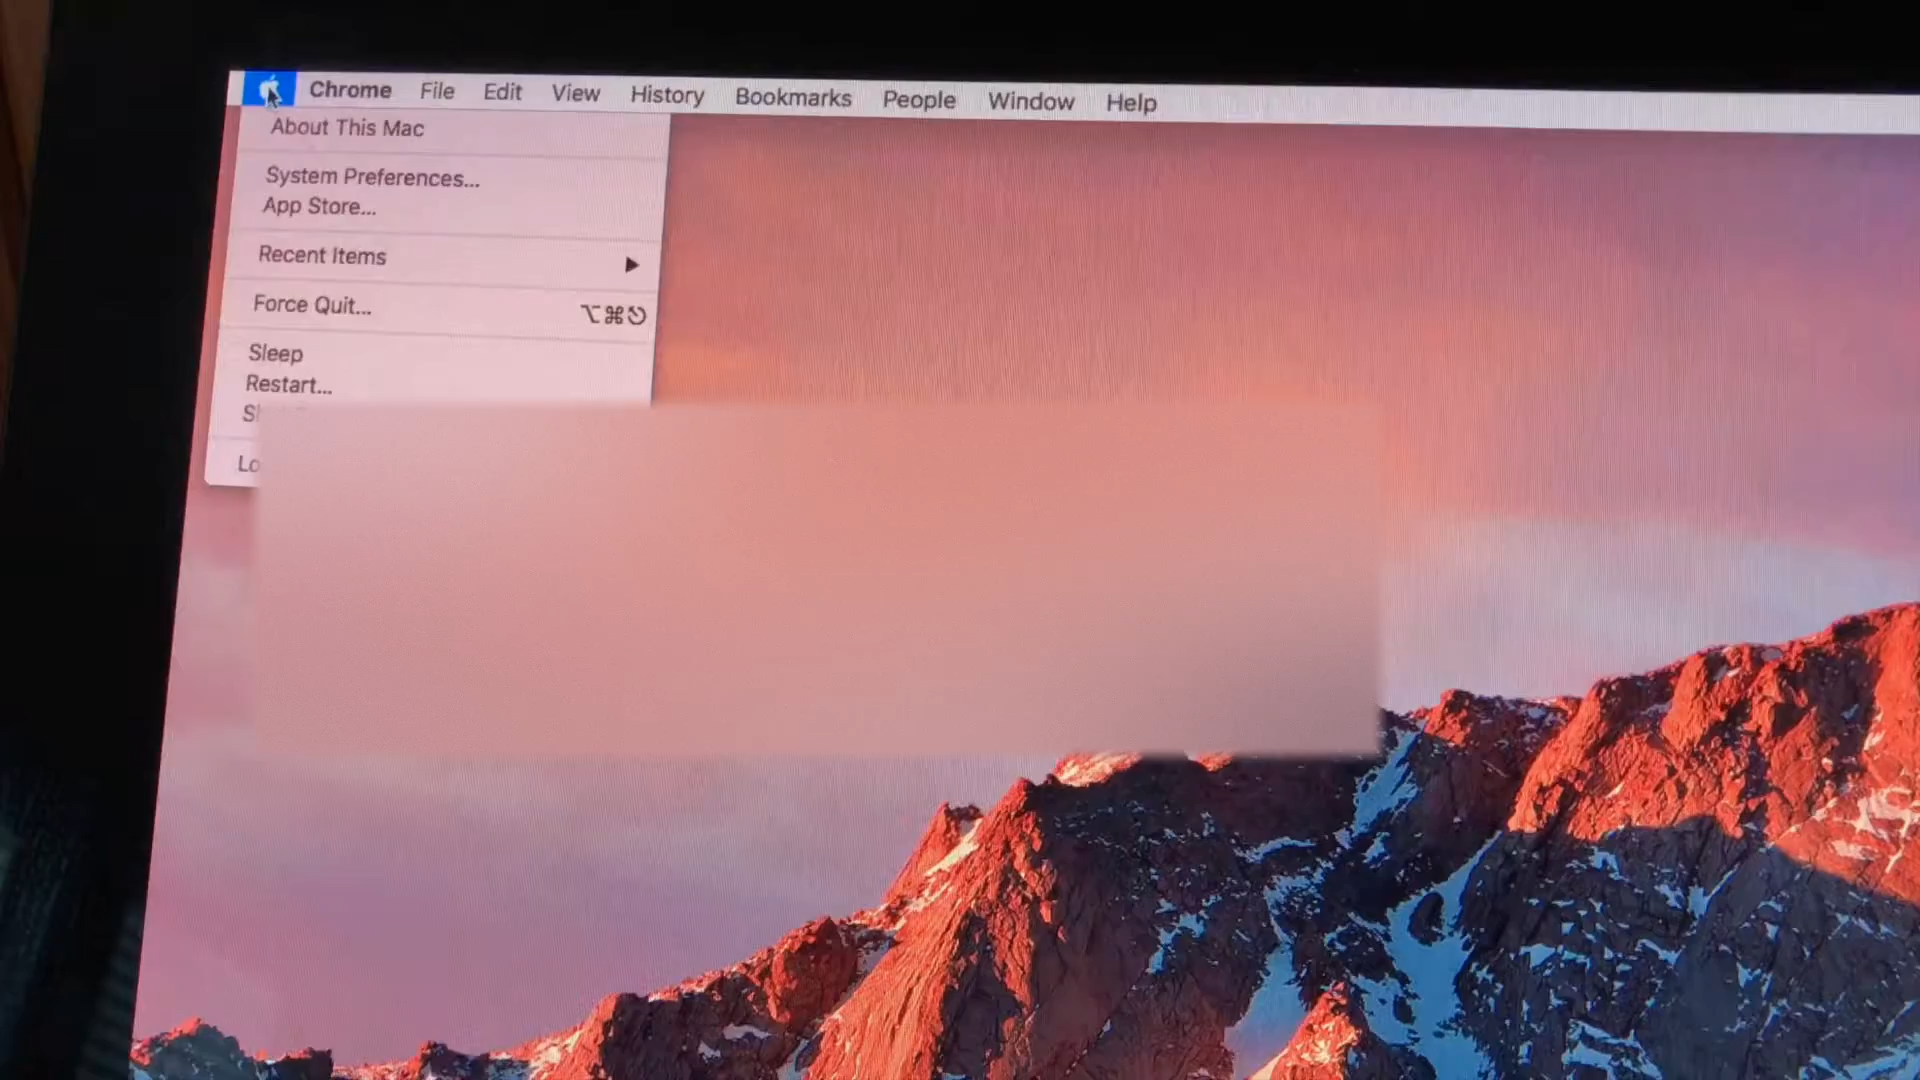 Chrome File Edit View History Bookmarks People Window Help
About This Mac
System Preferences...
App Store...
Recent Items ▶
Force Quit... ⌥⌘⎋
Sleep
Restart...